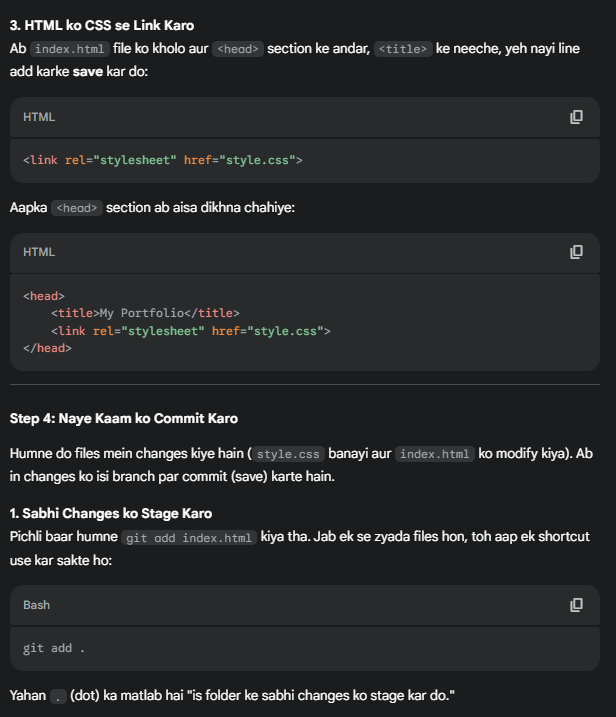 3. HTML ko CSS se Link Karo
Ab index.html file ko kholo aur <head> section ke andar, <title> ke neeche, yeh nayi line
add karke save kar do:
HTML
<link rel="stylesheet" href="style.css">
Aapka <head> section ab aisa dikhna chahiye:
HTML
<head>
    <title>My Portfolio</title>
    <link rel="stylesheet" href="style.css">
</head>
Step 4: Naye Kaam ko Commit Karo
Humne do files mein changes kiye hain (style.css banayi aur index.html ko modify kiya). Ab
in changes ko isi branch par commit (save) karte hain.
1. Sabhi Changes ko Stage Karo
Pichli baar humne git add index.html kiya tha. Jab ek se zyada files hon, toh aap ek shortcut
use kar sakte ho:
Bash
git add .
Yahan . (dot) ka matlab hai "is folder ke sabhi changes ko stage kar do."